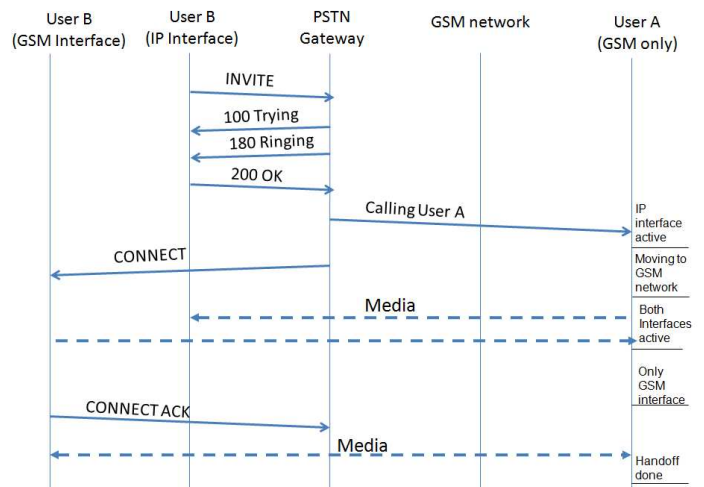 User B
(GSM Interface)
User B
(IP Interface)
PSTN
Gateway
GSM network
User A
(GSM only)
INVITE
100 Trying
180 Ringing
200 OK
Calling User A
IP
interface
active
CONNECT
Moving to
GSM
network
Media
Both
Interfaces
active
Only
GSM
interface
CONNECT ACK
Media
Handoff
done